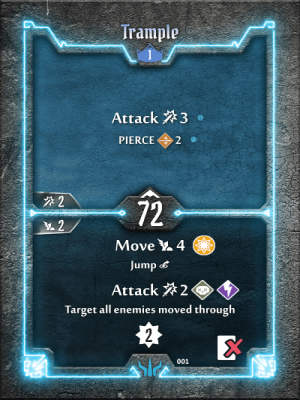 Trample
1
Attack 3
PIERCE 2
2
2
72
Move 4
Jump
Attack 2
Target all enemies moved through
2
001